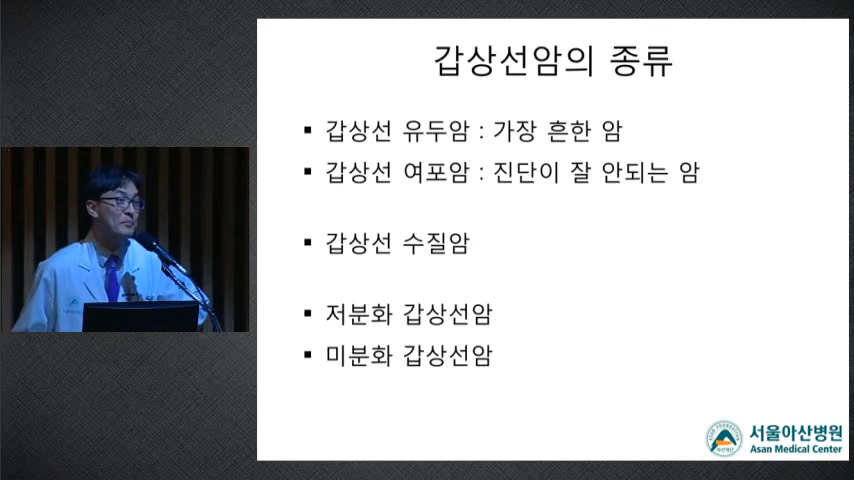 갑상선암의 종류
▪ 갑상선 유두암 : 가장 흔한 암
▪ 갑상선 여포암 : 진단이 잘 안되는 암
▪ 갑상선 수질암
▪ 저분화 갑상선암
▪ 미분화 갑상선암
서울아산병원
Asan Medical Center